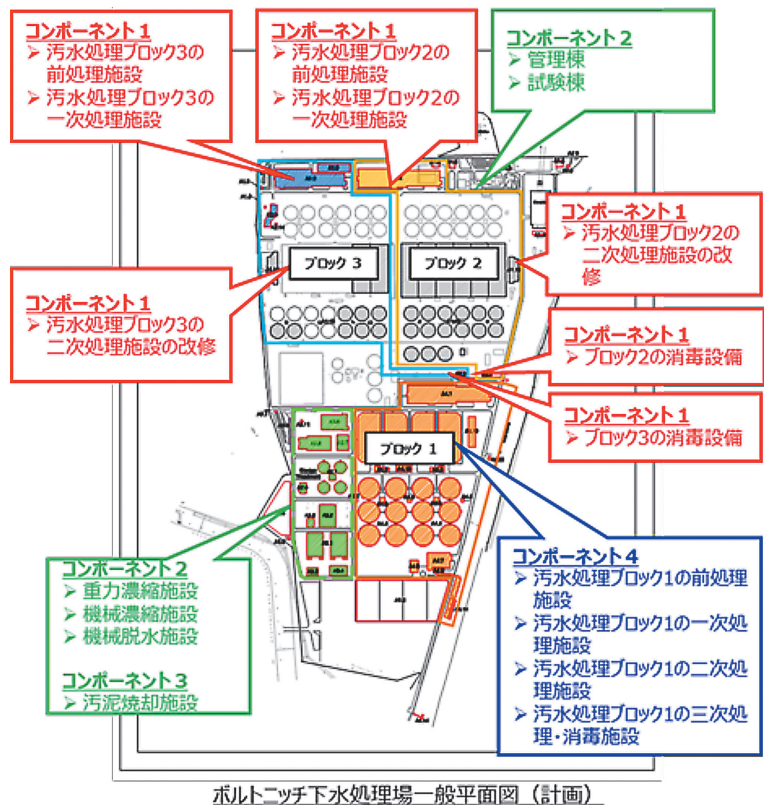 コンポーネント1
➢ 汚水処理ブロック3の
前処理施設
➢ 汚水処理ブロック3の
一次処理施設
コンポーネント1
➢ 汚水処理ブロック2の
前処理施設
➢ 汚水処理ブロック2の
一次処理施設
コンポーネント2
➢ 管理棟
➢ 試験棟
コンポーネント1
➢ 汚水処理ブロック2の
二次処理施設の改
修
ブロック 3
ブロック 2
コンポーネント1
➢ 汚水処理ブロック3の
二次処理施設の改修
コンポーネント1
➢ ブロック2の消毒設備
コンポーネント1
➢ ブロック3の消毒設備
ブロック 1
コンポーネント2
➢ 重力濃縮施設
➢ 機械濃縮施設
➢ 機械脱水施設
コンポーネント3
➢ 汚泥焼却施設
コンポーネント4
➢ 汚水処理ブロック1の前処理
施設
➢ 汚水処理ブロック1の一次処
理施設
➢ 汚水処理ブロック1の二次処
理施設
➢ 汚水処理ブロック1の三次処
理・消毒施設
ボルトニッチ下水処理場一般平面図（計画）